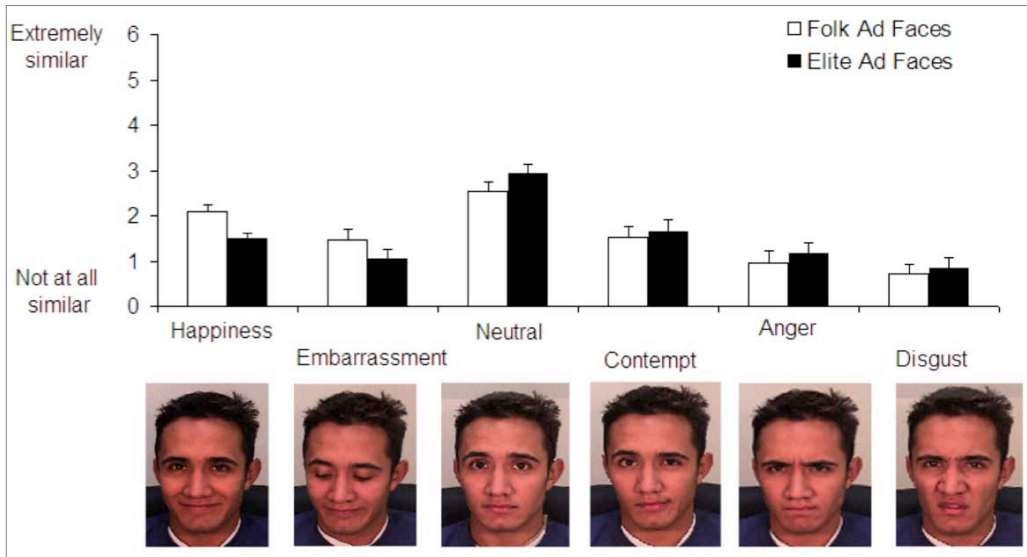 Extremely
similar
6
5
4
3
2
1
0
Not at all
similar
Folk Ad Faces
Elite Ad Faces
Happiness
Neutral
Anger
Embarrassment
Contempt
Disgust